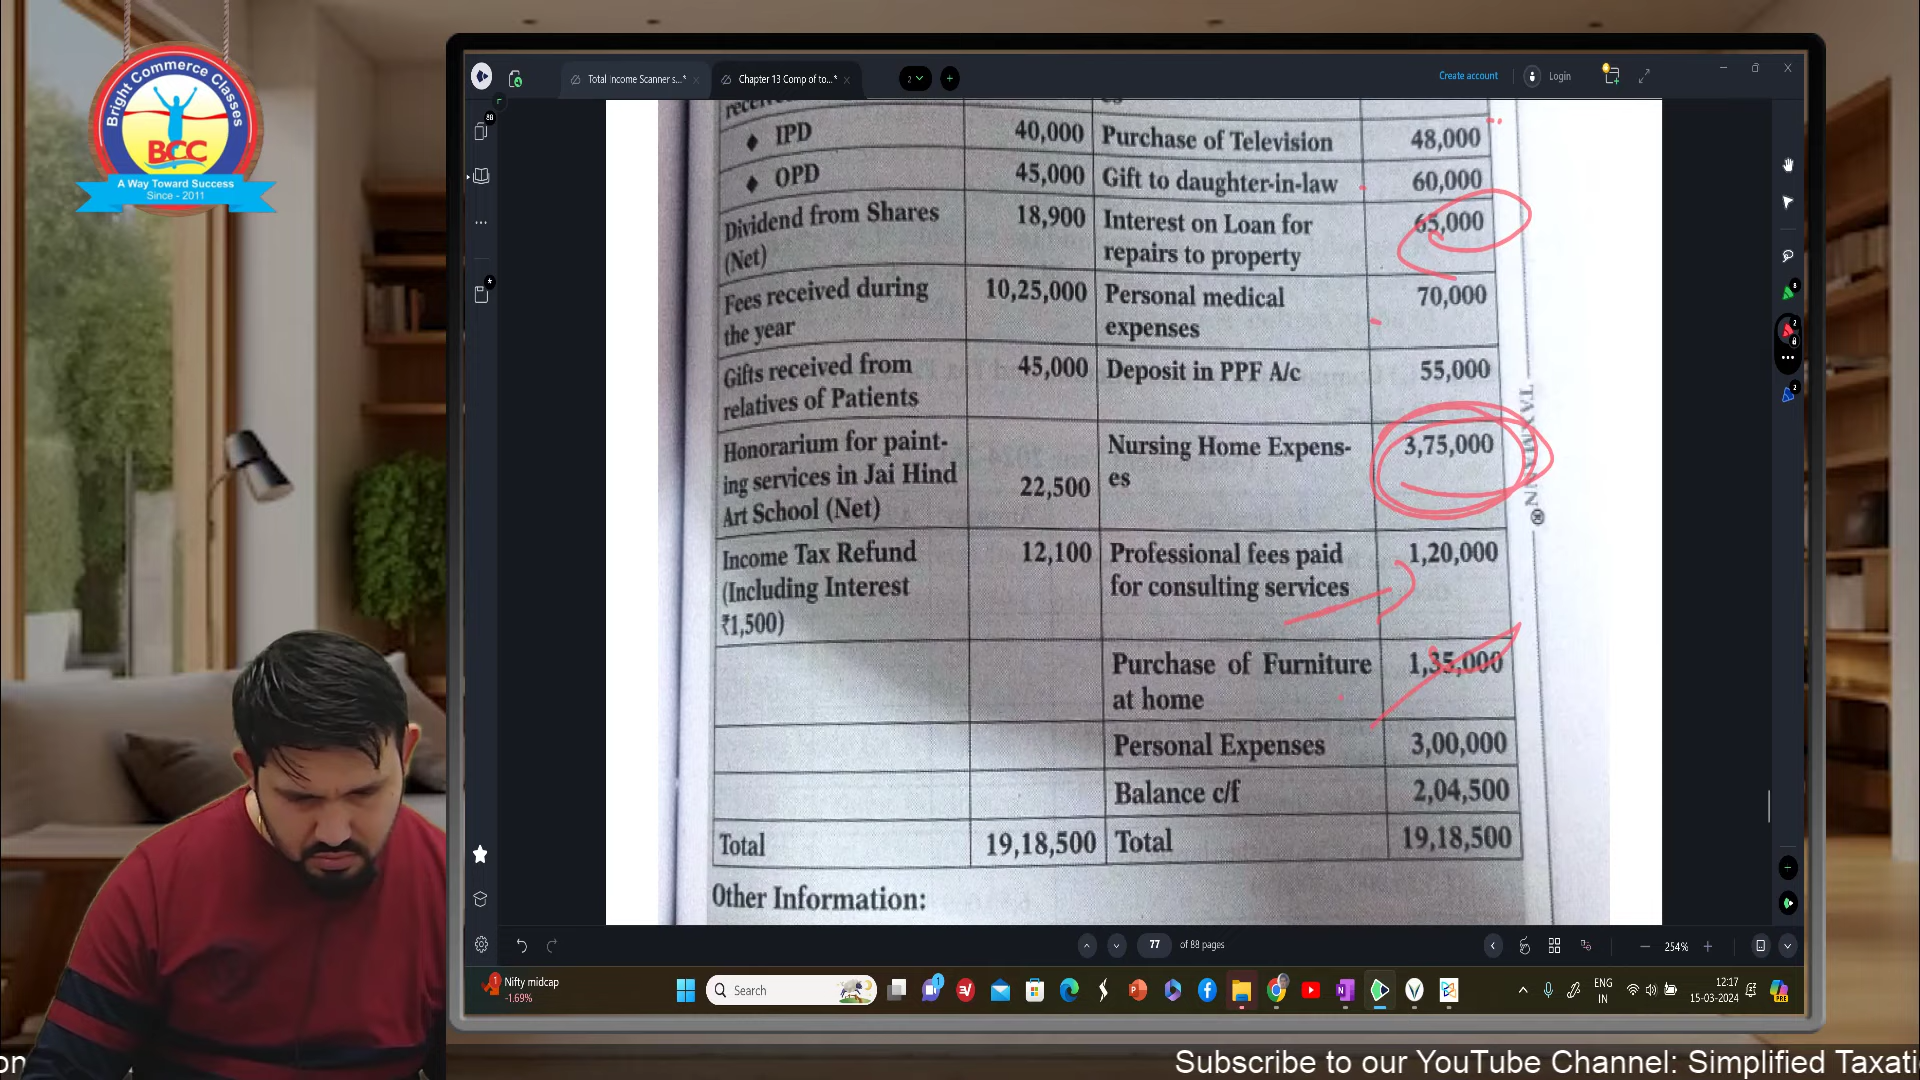 Bright Commerce Classes
BCC
A Way Toward Success
Since - 2011
Total Income Scanner s...*
Chapter 13 Comp of to...*
2
Create account
Login
88
IPD 40,000 Purchase of Television 48,000
OPD 45,000 Gift to daughter-in-law 60,000
Dividend from Shares 18,900 Interest on Loan for 65,000
(Net) repairs to property
Fees received during 10,25,000 Personal medical 70,000
the year expenses
Gifts received from 45,000 Deposit in PPF A/c 55,000
relatives of Patients
Honorarium for paint- Nursing Home Expens- 3,75,000
ing services in Jai Hind 22,500 es
Art School (Net)
Income Tax Refund 12,100 Professional fees paid 1,20,000
(Including Interest for consulting services
₹1,500)
Purchase of Furniture 1,35,000
at home
Personal Expenses 3,00,000
Balance c/f 2,04,500
Total 19,18,500 Total 19,18,500
Other Information:
TAXMANN®
77 of 88 pages
254%
Nifty midcap
-1.69%
Search
ENG
IN
12:17
15-03-2024
on
Subscribe to our YouTube Channel: Simplified Taxati